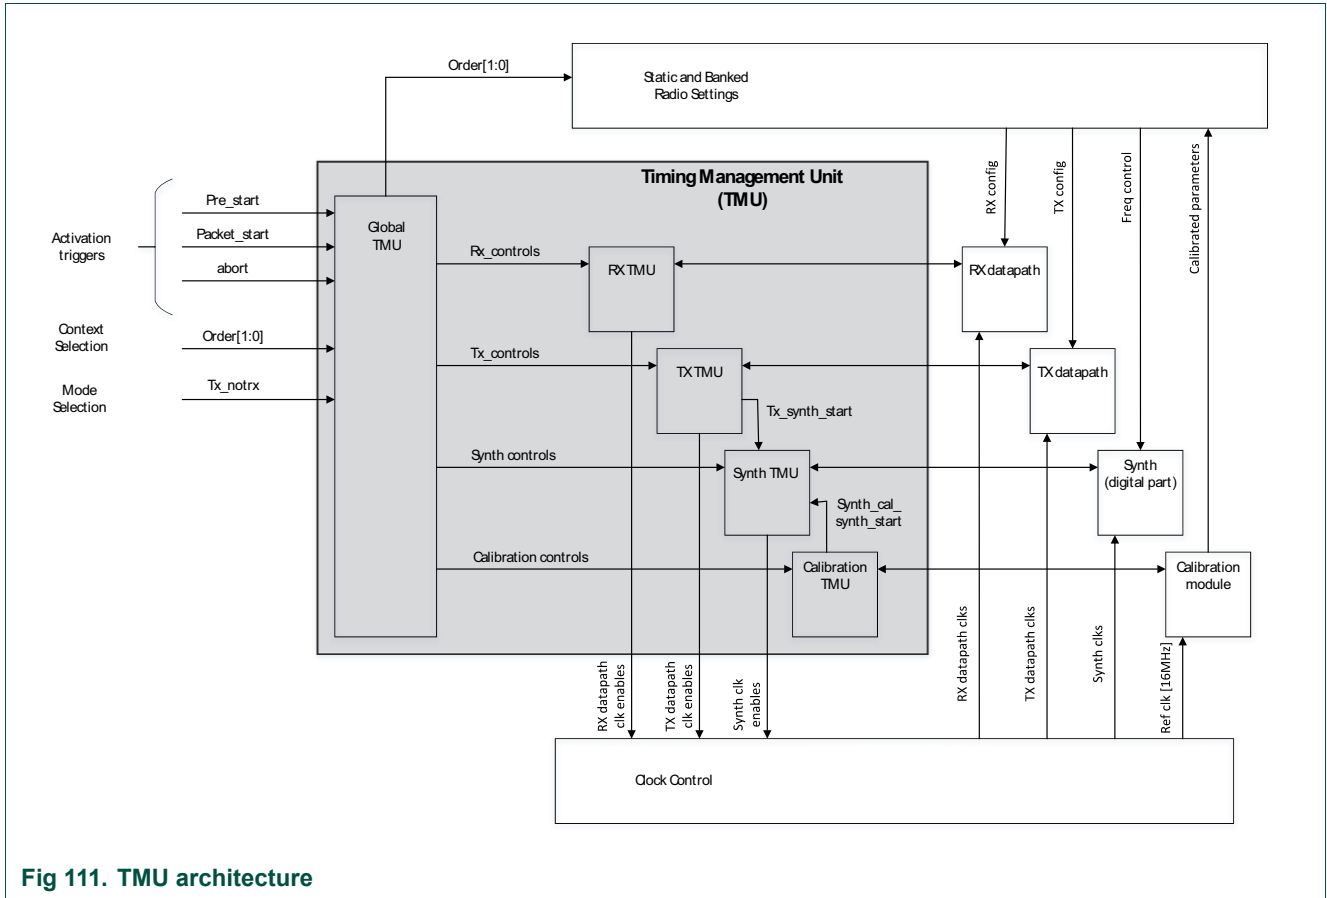 Order[1:0]
Static and Banked
Radio Settings
Timing Management Unit
(TMU)
RX config
TX config
Freq control
Calibrated parameters
Activation
triggers
Pre_start
Packet_start
abort
Global
TMU
Rx_controls
RX TMU
RX datapath
Context
Selection
Order[1:0]
Tx_controls
TX TMU
TX datapath
Mode
Selection
Tx_notrx
Tx_synth_start
Synth controls
Synth TMU
Synth
(digital part)
Synth_cal_
synth_start
Calibration controls
Calibration
TMU
Calibration
module
RX datapath
clk enables
TX datapath
clk enables
Synth clk
enables
RX datapath clks
TX datapath clks
Synth clks
Ref clk [16MHz]
Clock Control
Fig 111. TMU architecture